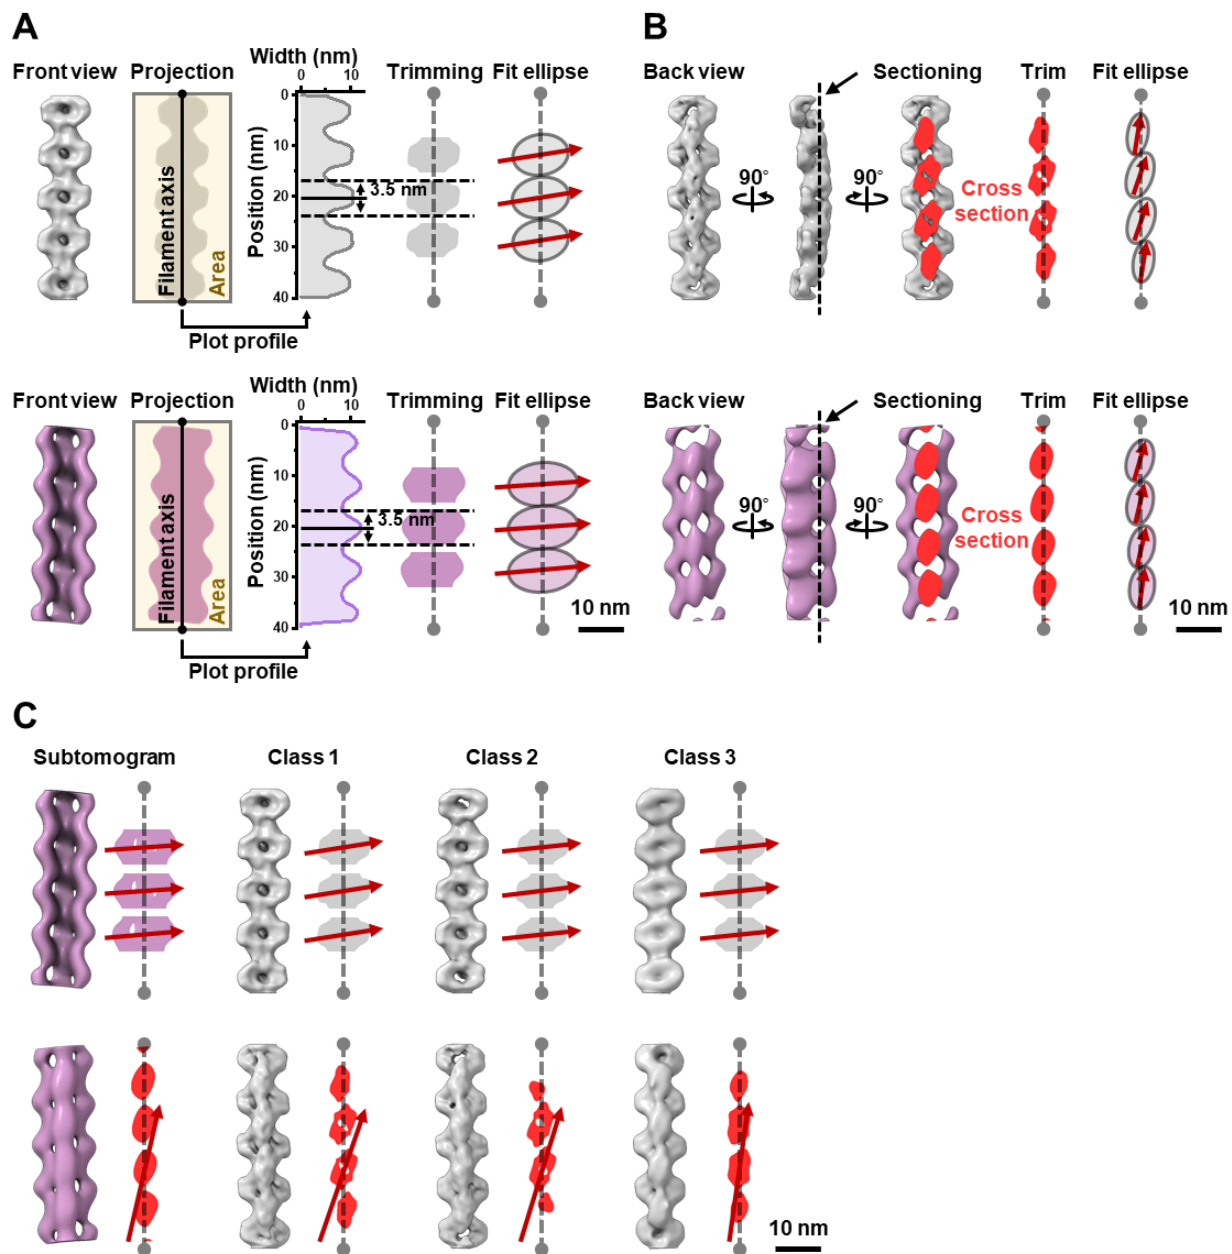 A
Width (nm)
Front view Projection 0 10 Trimming Fit ellipse
0
10
20
30
40
Position (nm)
Filament axis
Area
3.5 nm
Plot profile
B
Back view Sectioning Trim Fit ellipse
90°
90°
Cross
section
Width (nm)
Front view Projection 0 10 Trimming Fit ellipse
0
10
20
30
40
Position (nm)
Filament axis
Area
3.5 nm
10 nm
Plot profile
Back view Sectioning Trim Fit ellipse
90°
90°
Cross
section
10 nm
C
Subtomogram Class 1 Class 2 Class 3
10 nm